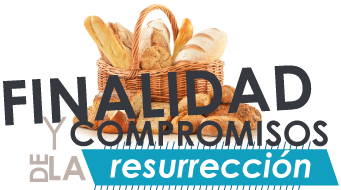 FINALIDAD
Y COMPROMISOS
DE LA resurrección